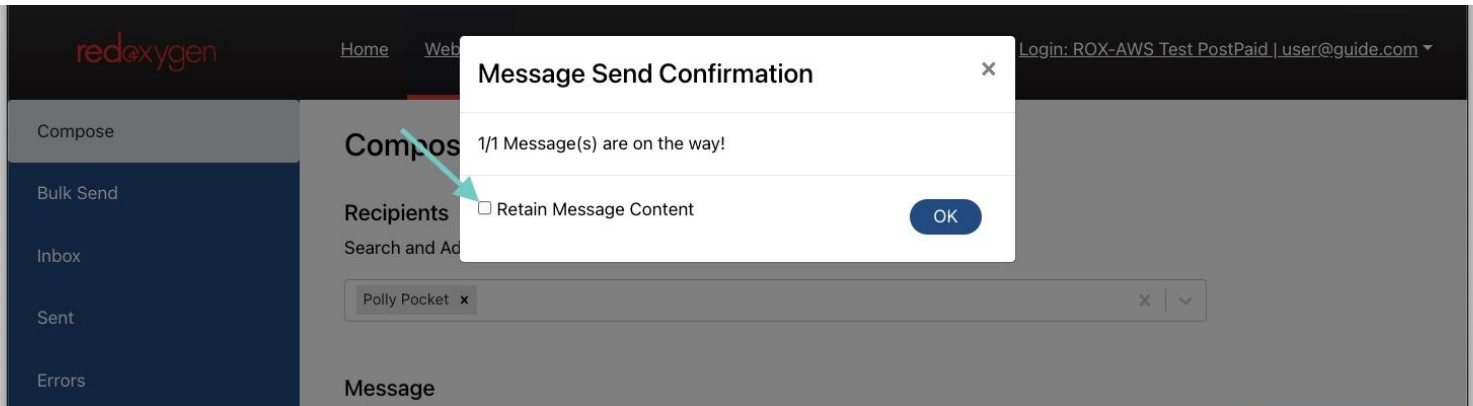 redoxygen
Home Web Login: ROX-AWS Test PostPaid | user@guide.com
Message Send Confirmation ×
1/1 Message(s) are on the way!
Retain Message Content OK
Compose
Bulk Send
Inbox
Sent
Errors
Compos
Recipients
Search and Ad
Polly Pocket ×
Message